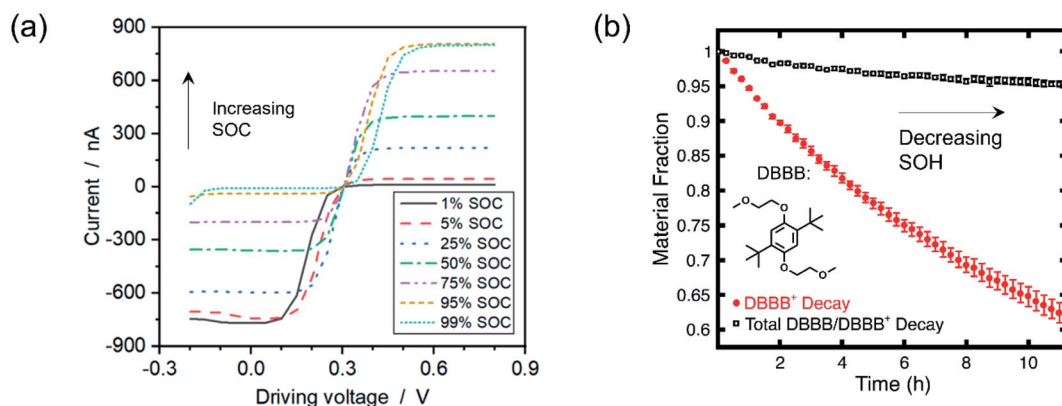 (a)
900
600
300
0
-300
-600
-900
Current / nA
Increasing
SOC
1% SOC
5% SOC
25% SOC
50% SOC
75% SOC
95% SOC
99% SOC
-0.3 0.0 0.3 0.6 0.9
Driving voltage / V
(b)
1
0.95
0.9
0.85
0.8
0.75
0.7
0.65
0.6
Material Fraction
Decreasing
SOH
DBBB:
O
O
O
O
DBBB⁺ Decay
Total DBBB/DBBB⁺ Decay
2 4 6 8 10
Time (h)